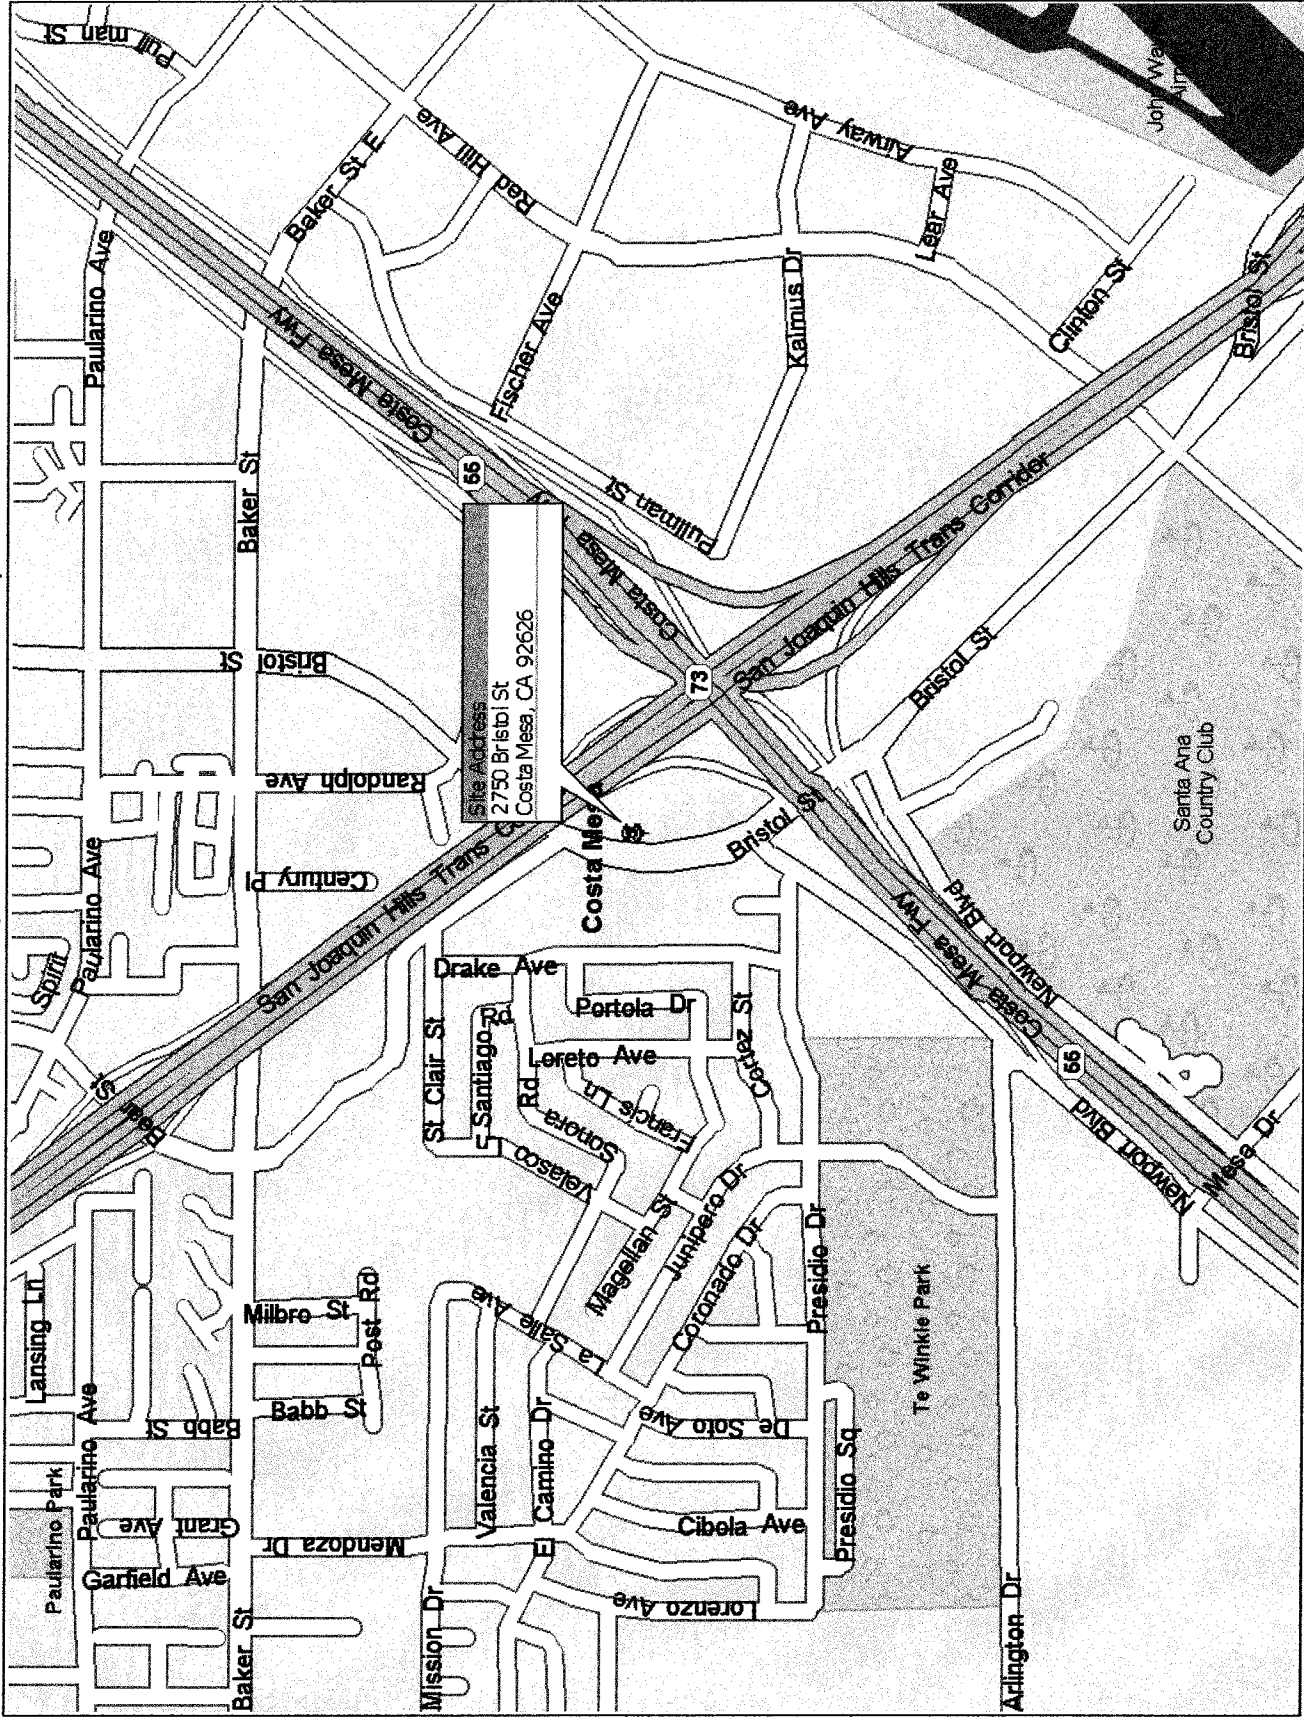 Site Address
2750 Bristol St
Costa Mesa, CA 92626
Costa Mesa
Pullman St
Paularino Ave
Baker St E
Red Hill Ave
Airway Ave
Lear Ave
Clinton St
Bristol St
Kalmus Dr
Fischer Ave
Costa Mesa Fwy
55
Baker St
Pullman St
Costa Mesa
73
San Joaquin Hills Trans Corridor
Bristol St
Bristol St
Randolph Ave
Century Pl
Paularino Ave
Spirit
San Joaquin Hills Trans
Bristol St
Santa Ana
Country Club
Newport Blvd
Costa Mesa Fwy
55
Newport Blvd
Mesa Dr
Drake Ave
Portola Dr
Santiago Rd
St Clair St
Loreto Ave
Cortez St
Francis Ln
Sonora Rd
Velasco Ln
Bear St
Magellan St
Junipero Dr
Coronado Dr
Presidio Dr
Te Winkle Park
La Salle Ave
Milbro St
Post Rd
Lansing Ln
Babb St
Babb St
Paularino Ave
Paularino Park
Grant Ave
Garfield Ave
Mendoza Dr
Valencia St
El Camino Dr
De Soto Ave
Cibola Ave
Presidio Sq
Lorenzo Ave
Mission Dr
Baker St
Arlington Dr